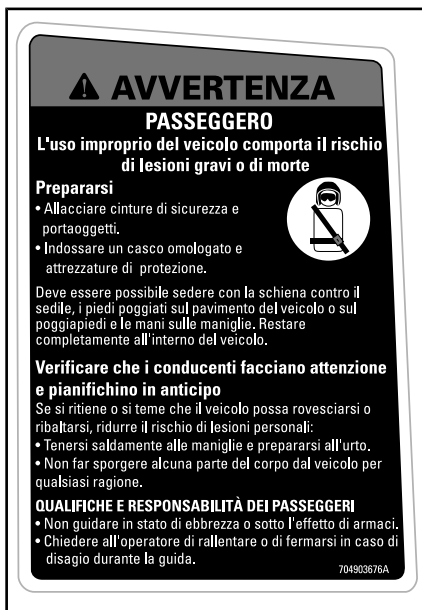 AVVERTENZA
PASSEGGERO
L'uso improprio del veicolo comporta il rischio
di lesioni gravi o di morte
Prepararsi
• Allacciare cinture di sicurezza e
portaoggetti.
• Indossare un casco omologato e
attrezzature di protezione.
Deve essere possibile sedere con la schiena contro il
sedile, i piedi poggiati sul pavimento del veicolo o sul
poggiapiedi e le mani sulle maniglie. Restare
completamente all'interno del veicolo.
Verificare che i conducenti facciano attenzione
e pianifichino in anticipo
Se si ritiene o si teme che il veicolo possa rovesciarsi o
ribaltarsi, ridurre il rischio di lesioni personali:
• Tenersi saldamente alle maniglie e prepararsi all'urto.
• Non far sporgere alcuna parte del corpo dal veicolo per
qualsiasi ragione.
QUALIFICHE E RESPONSABILITÀ DEI PASSEGGERI
• Non guidare in stato di ebbrezza o sotto l'effetto di armaci.
• Chiedere all'operatore di rallentare o di fermarsi in caso di
disagio durante la guida.
704903676A